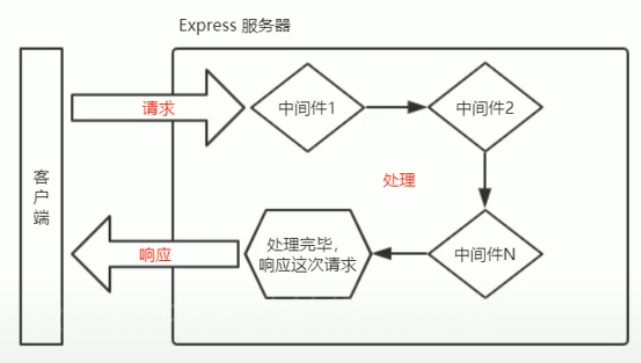 Express 服务器
请求
中间件1
中间件2
处理
客
户
端
响应
处理完毕，
响应这次请求
中间件N